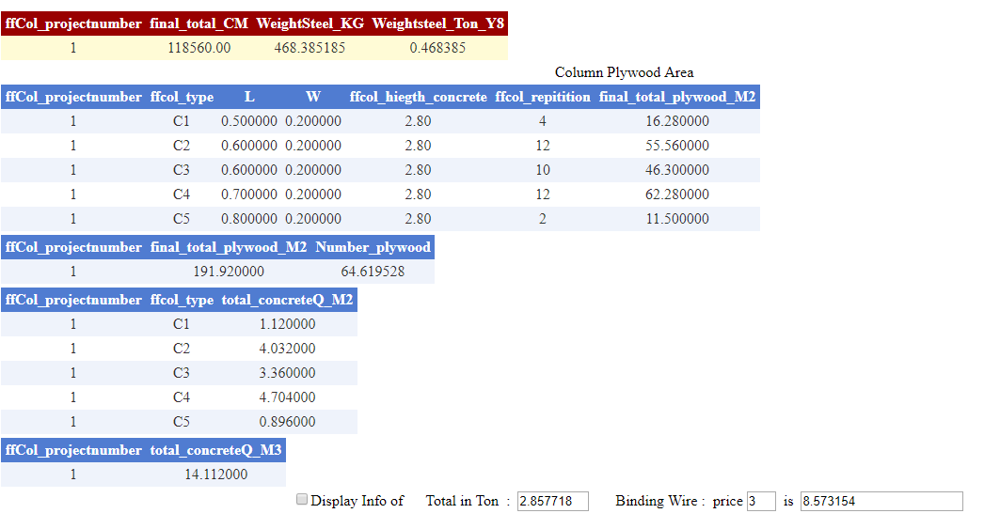 ffCol_projectnumber final_total_CM WeightSteel_KG Weightsteel_Ton_Y8
1 118560.00 468.385185 0.468385
Column Plywood Area
ffCol_projectnumber ffcol_type L W ffcol_hiegth_concrete ffcol_repitition final_total_plywood_M2
1 C1 0.500000 0.200000 2.80 4 16.280000
1 C2 0.600000 0.200000 2.80 12 55.560000
1 C3 0.600000 0.200000 2.80 10 46.300000
1 C4 0.700000 0.200000 2.80 12 62.280000
1 C5 0.800000 0.200000 2.80 2 11.500000
ffCol_projectnumber final_total_plywood_M2 Number_plywood
1 191.920000 64.619528
ffCol_projectnumber ffcol_type total_concreteQ_M2
1 C1 1.120000
1 C2 4.032000
1 C3 3.360000
1 C4 4.704000
1 C5 0.896000
ffCol_projectnumber total_concreteQ_M3
1 14.112000
Display Info of Total in Ton : 2.857718 Binding Wire : price 3 is 8.573154